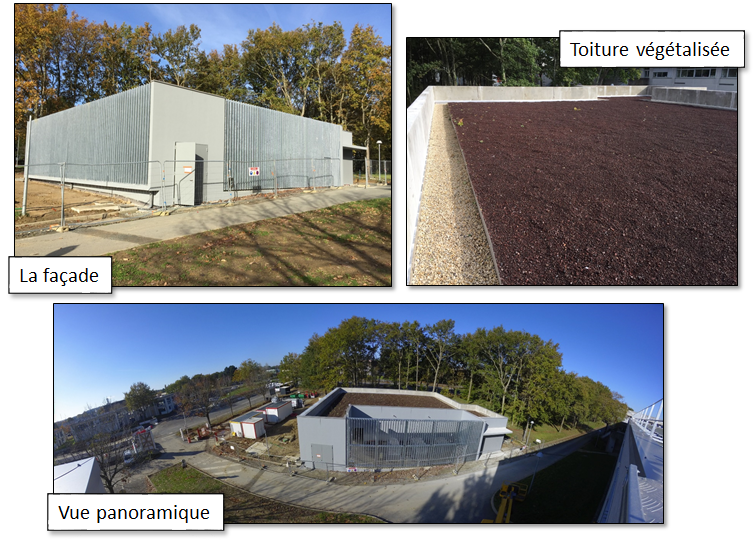 Toiture végétalisée
La façade
Vue panoramique